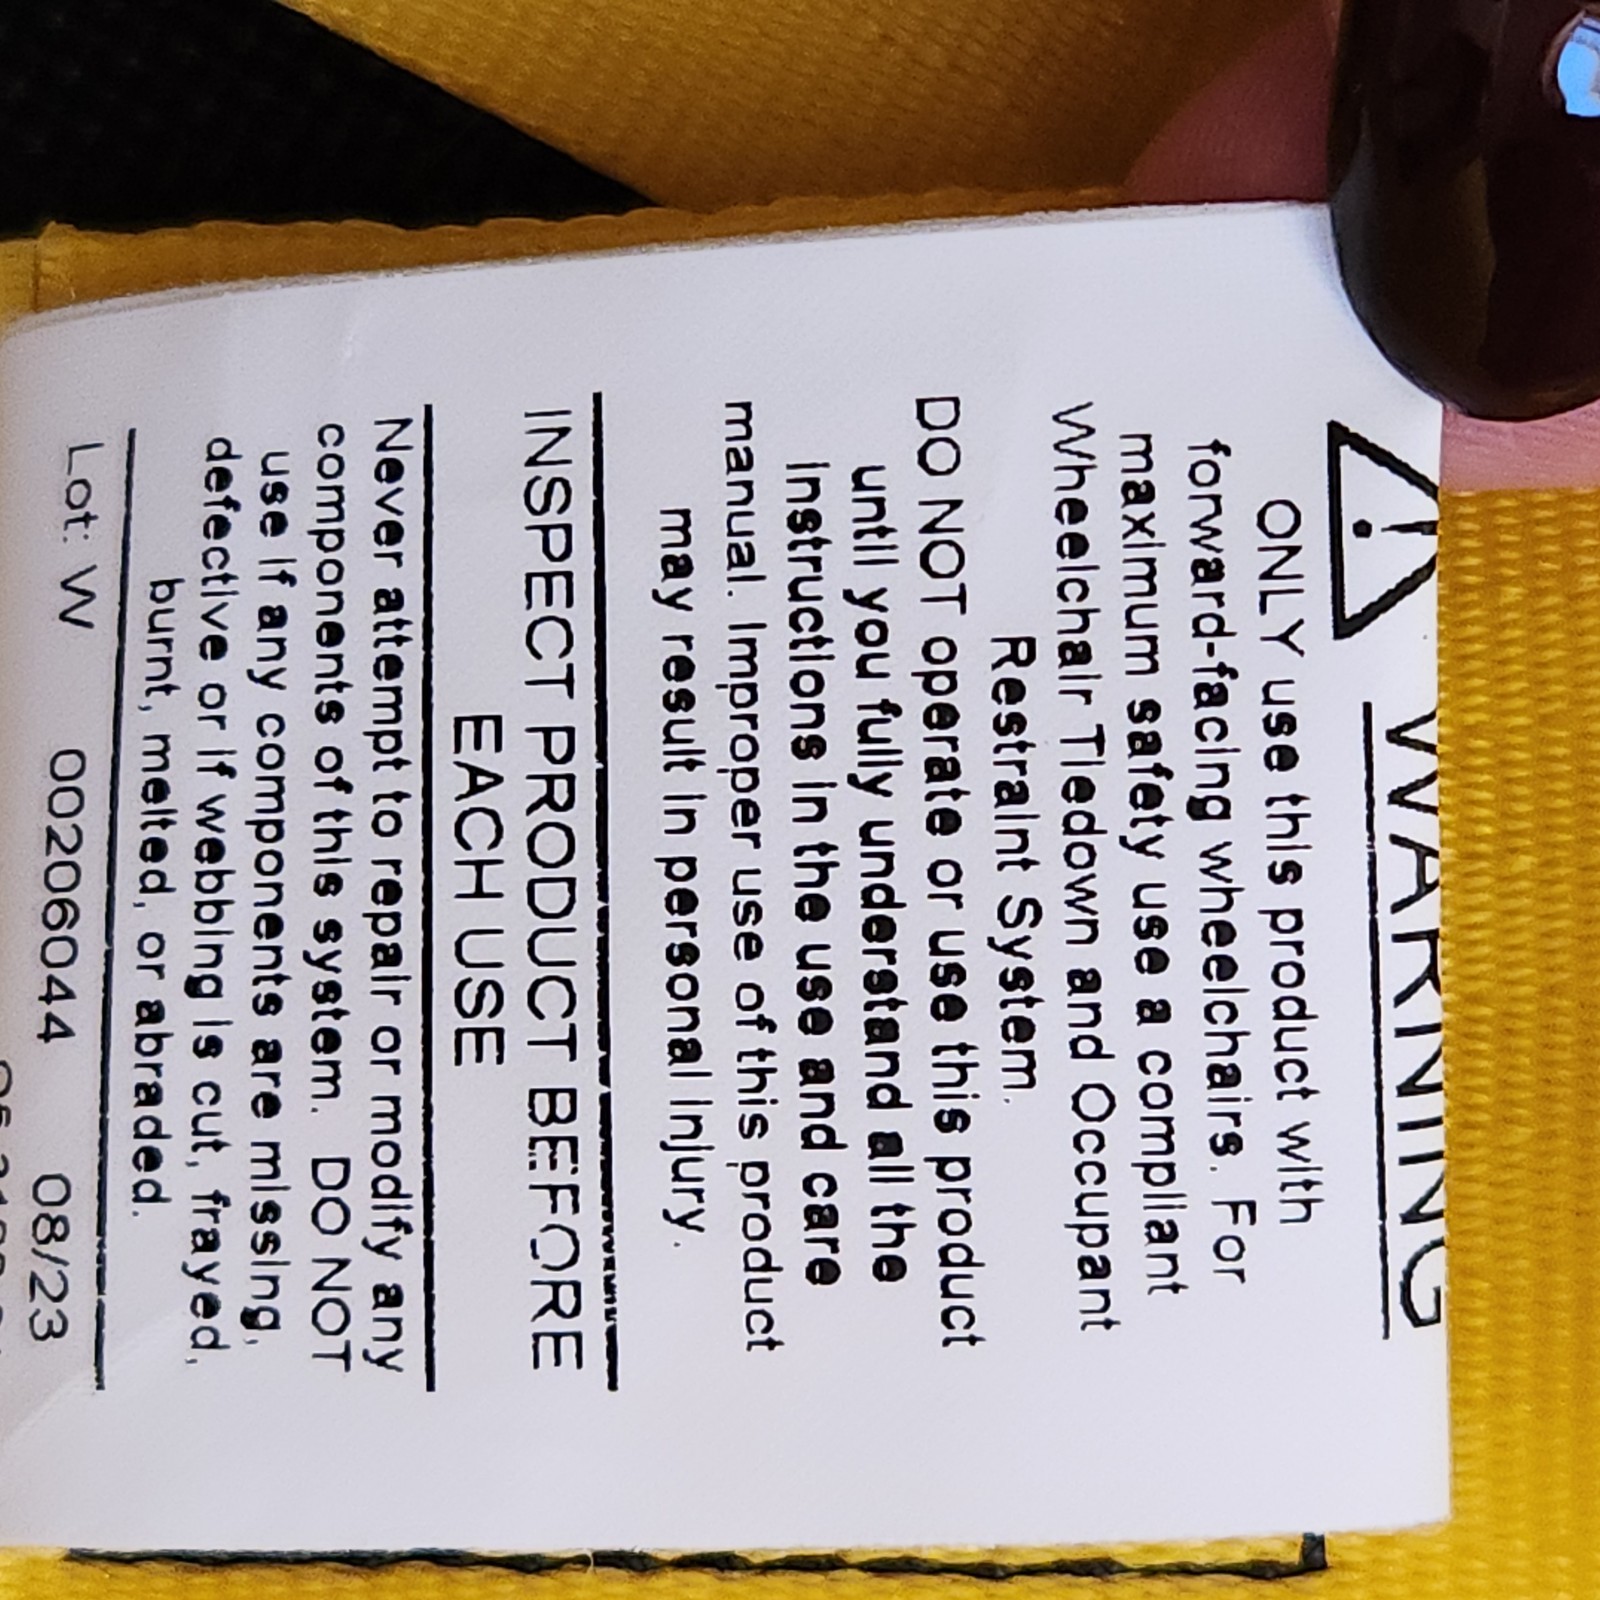 ⚠ WARNING
ONLY use this product with
forward-facing wheelchairs. For
maximum safety use a compliant
Wheelchair Tiedown and Occupant
Restraint System.
DO NOT operate or use this product
until you fully understand all the
instructions in the use and care
manual. Improper use of this product
may result in personal injury.
INSPECT PRODUCT BEFORE
EACH USE
Never attempt to repair or modify any
components of this system. DO NOT
use if any components are missing,
defective or if webbing is cut, frayed,
burnt, melted, or abraded.
Lot: W 00206044 08/23